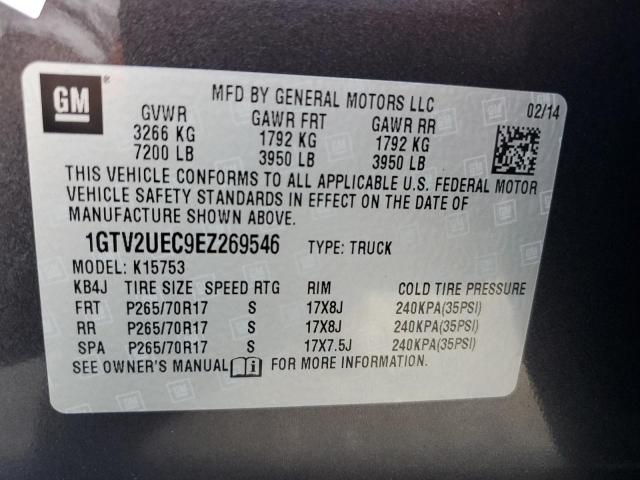 GM ®
MFD BY GENERAL MOTORS LLC 02/14
GVWR GAWR FRT GAWR RR
3266 KG 1792 KG 1792 KG
7200 LB 3950 LB 3950 LB
THIS VEHICLE CONFORMS TO ALL APPLICABLE U.S. FEDERAL MOTOR
VEHICLE SAFETY STANDARDS IN EFFECT ON THE DATE OF
MANUFACTURE SHOWN ABOVE.
1GTV2UEC9EZ269546 TYPE: TRUCK
MODEL: K15753
KB4J TIRE SIZE SPEED RTG RIM COLD TIRE PRESSURE
FRT P265/70R17 S 17X8J 240KPA(35PSI)
RR P265/70R17 S 17X8J 240KPA(35PSI)
SPA P265/70R17 S 17X7.5J 240KPA(35PSI)
SEE OWNER'S MANUAL i FOR MORE INFORMATION.